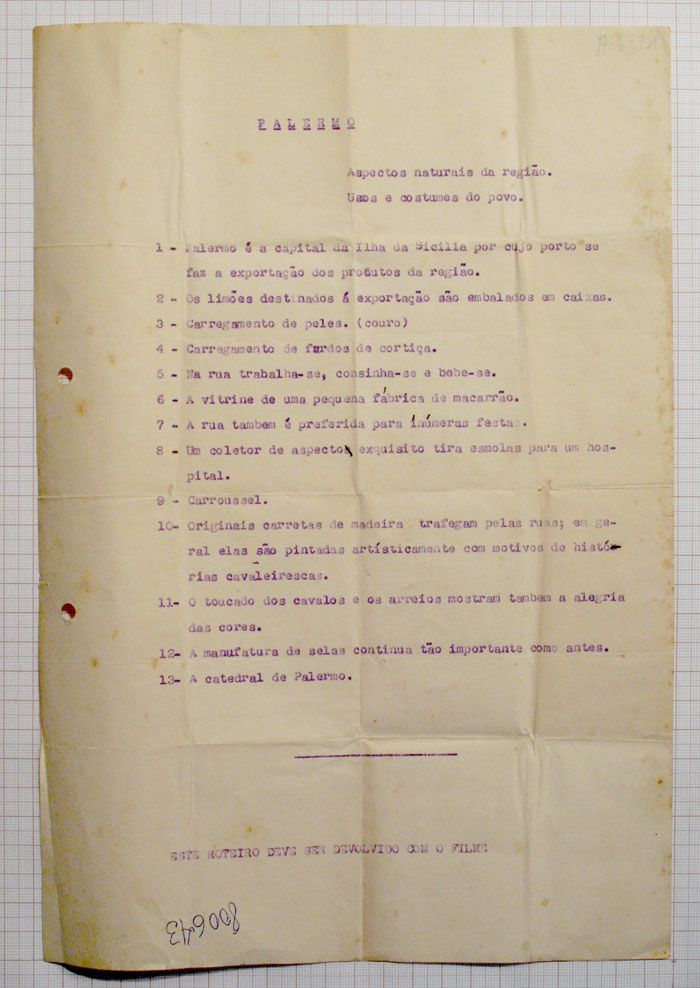 PALERMO
Aspectos naturais da região.
Usos e costumes do povo.
1 - Palermo é a capital da Ilha da Sicilia por cujo porto se
faz a exportação dos produtos da região.
2 - Os limões destinados á exportação são embalados em caixas.
3 - Carregamento de peles. (couro)
4 - Carregamento de fardos de cortiça.
5 - Na rua trabalha-se, consinha-se e bebe-se.
6 - A vitrine de uma pequena fábrica de macarrão.
7 - A rua tambem é preferida para inúmeras festas.
8 - Um coletor de aspecto exquisito tira esmolas para um hos-
pital.
9 - Carroussel.
10- Originais carretas de madeira trafegam pelas ruas; em ge-
ral elas são pintadas artísticamente com motivos de histó-
rias cavaleirescas.
11- O toucado dos cavalos e os arreios mostram tambem a alegria
das cores.
12- A manufatura de selas continua tão importante como antes.
13- A catedral de Palermo.
ESTE ROTEIRO DEVE SER DEVOLVIDO COM O FILME
800643